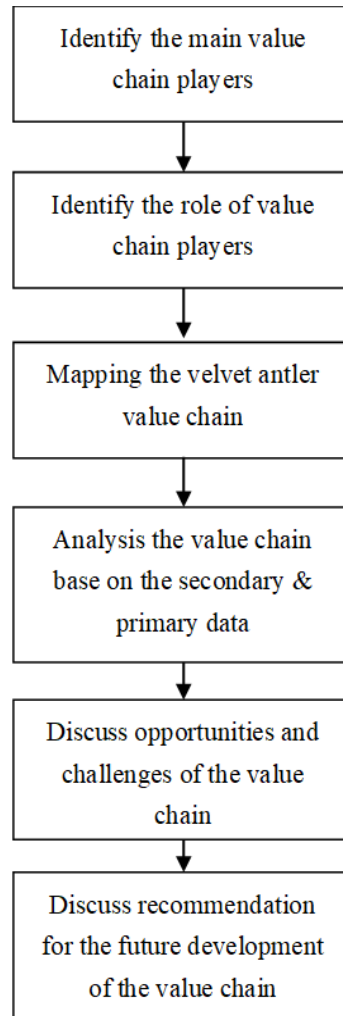 Identify the main value
chain players
Identify the role of value
chain players
Mapping the velvet antler
value chain
Analysis the value chain
base on the secondary &
primary data
Discuss opportunities and
challenges of the value
chain
Discuss recommendation
for the future development
of the value chain